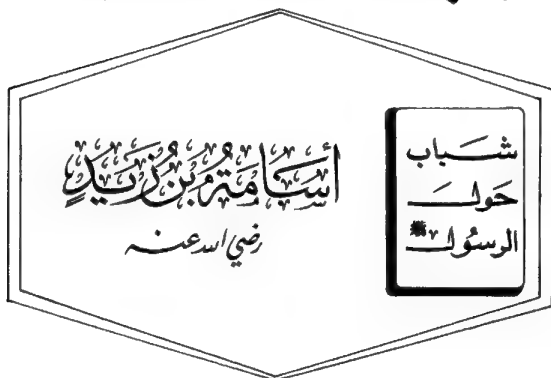 شباب
حول
الرسول ﷺ
أسامة بن زيد
رضي الله عنه